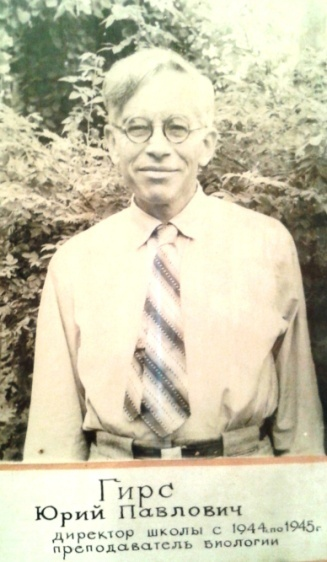 Гирс
Юрий Павлович
директор школы с 1944 г. по 1945 г
преподаватель биологии